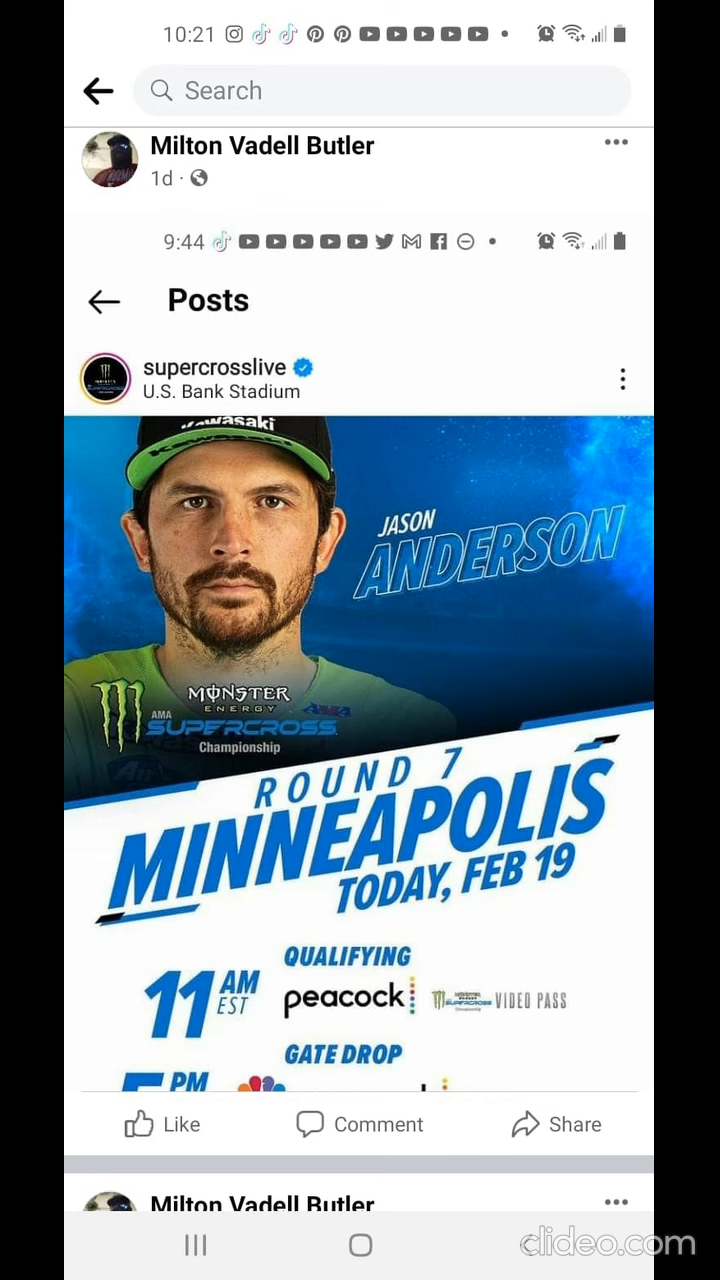 10:21
Search
Milton Vadell Butler
1d ·
9:44
Posts
supercrosslive
U.S. Bank Stadium
Kawasaki
Kawasaki
JASON
ANDERSON
MONSTER
ENERGY
AMA
SUPERCROSS
Championship
ROUND 7
MINNEAPOLIS
TODAY, FEB 19
QUALIFYING
11 AM EST
peacock
SUPERCROSS
VIDEO PASS
GATE DROP
5 PM
Like
Comment
Share
Milton Vadell Butler
clideo.com